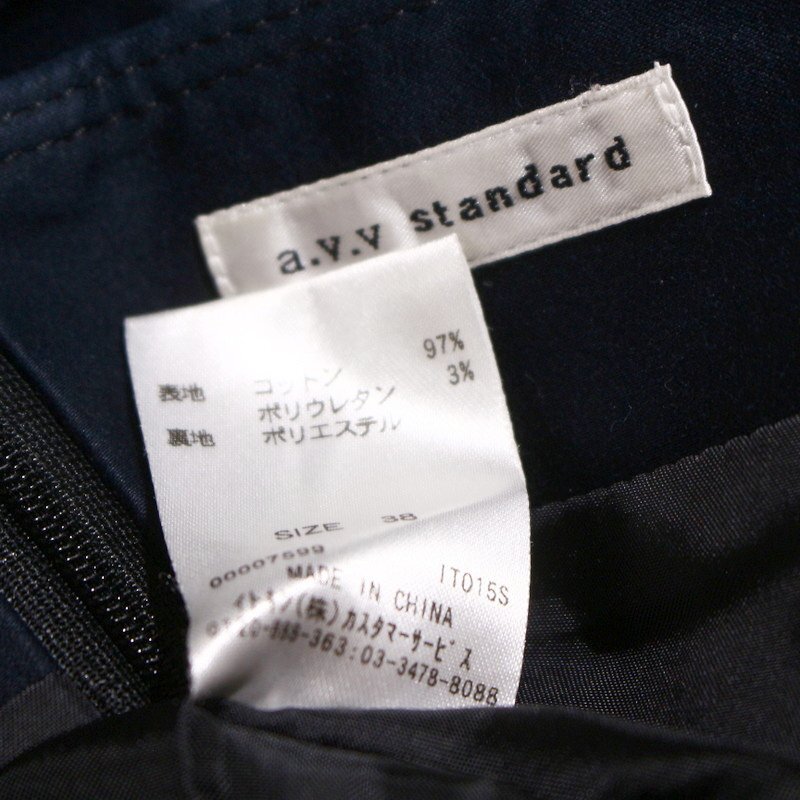 a.v.v standard
表地 コットン 97%
ポリウレタン 3%
裏地 ポリエステル
SIZE 38
00007599 IT015S
MADE IN CHINA
(株)カスタマーサービス
363:03-3478-8088